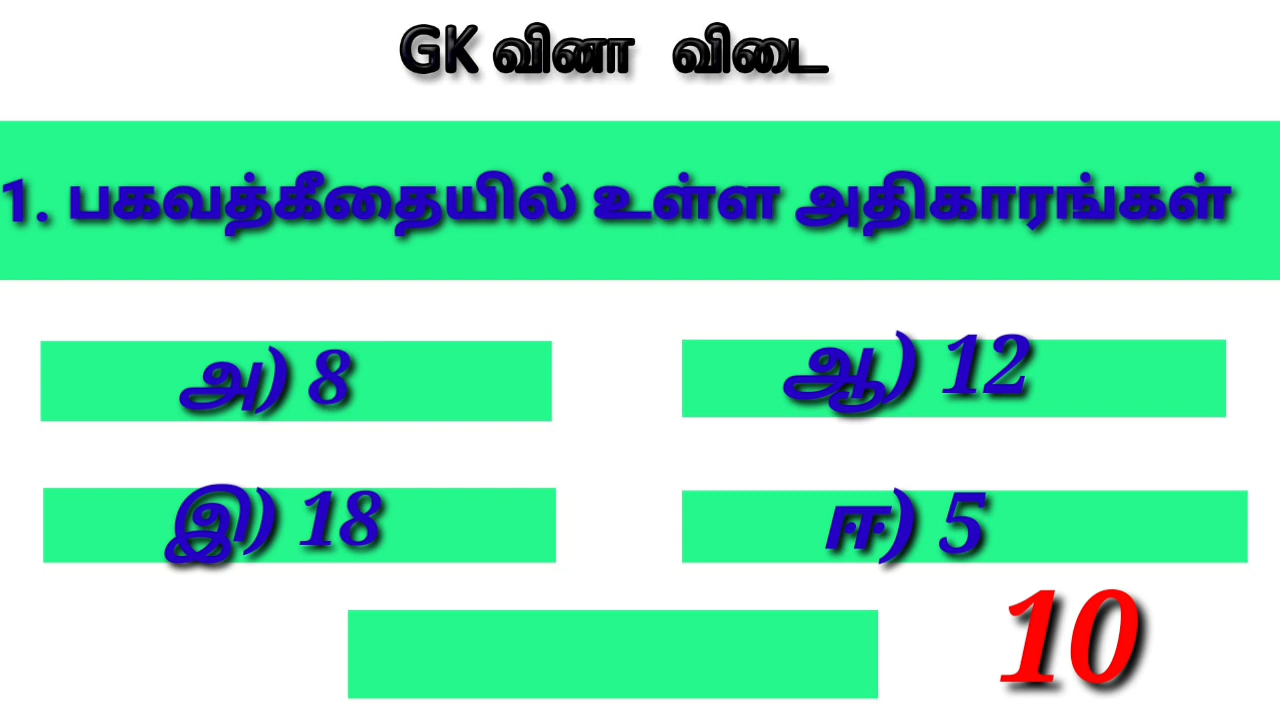 GK வினா விடை
1. பகவத்கீதையில் உள்ள அதிகாரங்கள்
அ) 8
ஆ) 12
இ) 18
ஈ) 5
10